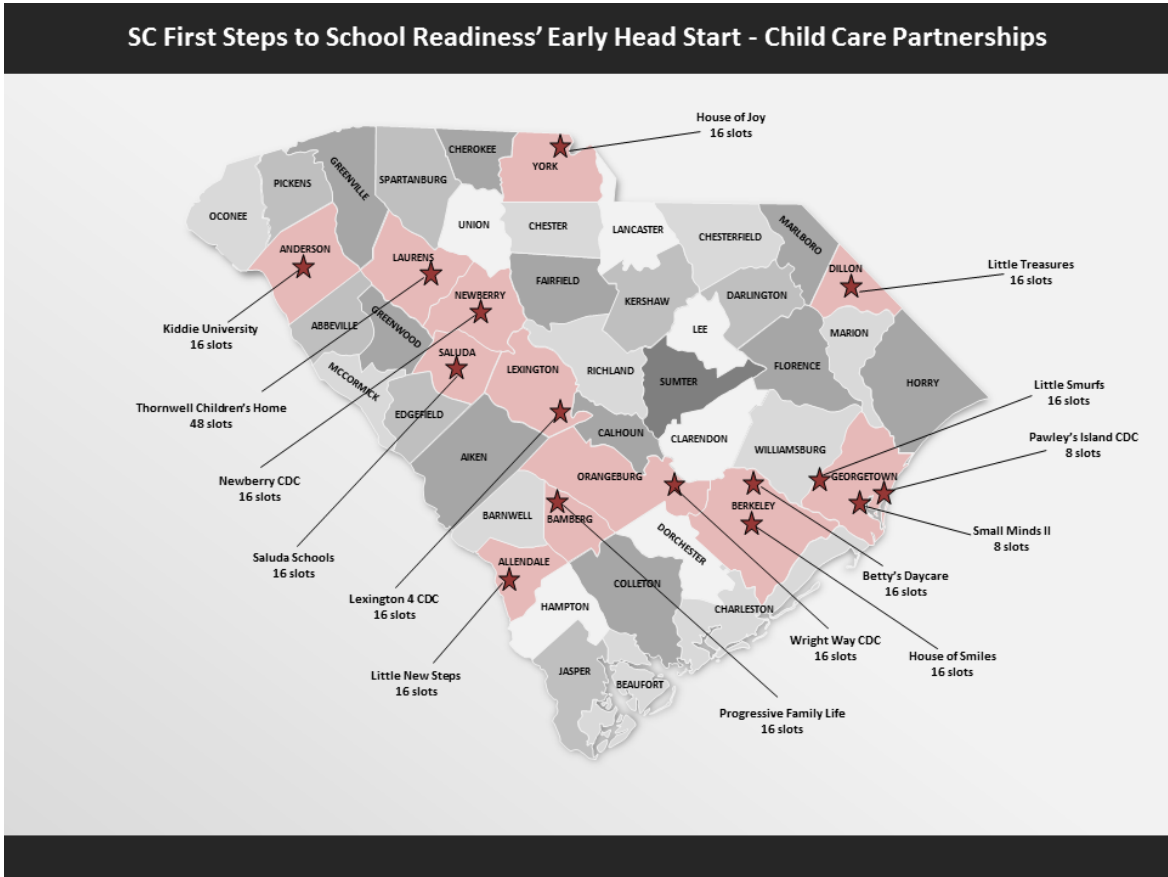 SC First Steps to School Readiness' Early Head Start - Child Care Partnerships
House of Joy
16 slots
CHEROKEE
YORK
GREENVILLE
SPARTANBURG
PICKENS
OCONEE
UNION
CHESTER
LANCASTER
CHESTERFIELD
MARLBORO
ANDERSON
LAURENS
DILLON
Little Treasures
16 slots
NEWBERRY
FAIRFIELD
KERSHAW
DARLINGTON
Kiddie University
16 slots
ABBEVILLE
GREENWOOD
LEE
MARION
SALUDA
LEXINGTON
RICHLAND
SUMTER
FLORENCE
HORRY
MCCORMICK
Little Smurfs
16 slots
Thornwell Children's Home
48 slots
EDGEFIELD
CALHOUN
CLARENDON
WILLIAMSBURG
Pawley's Island CDC
8 slots
AIKEN
Newberry CDC
16 slots
ORANGEBURG
GEORGETOWN
BARNWELL
BAMBERG
BERKELEY
Small Minds II
8 slots
DORCHESTER
Saluda Schools
16 slots
ALLENDALE
Betty's Daycare
16 slots
COLLETON
Lexington 4 CDC
16 slots
HAMPTON
CHARLESTON
Wright Way CDC
16 slots
House of Smiles
16 slots
Little New Steps
16 slots
JASPER
BEAUFORT
Progressive Family Life
16 slots